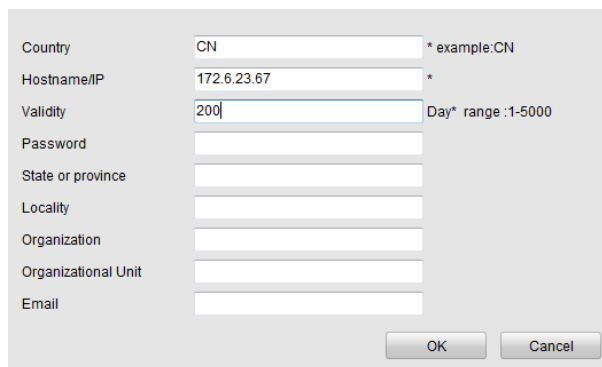 Country CN * example:CN
Hostname/IP 172.6.23.67 *
Validity 200 Day* range :1-5000
Password
State or province
Locality
Organization
Organizational Unit
Email
OK Cancel